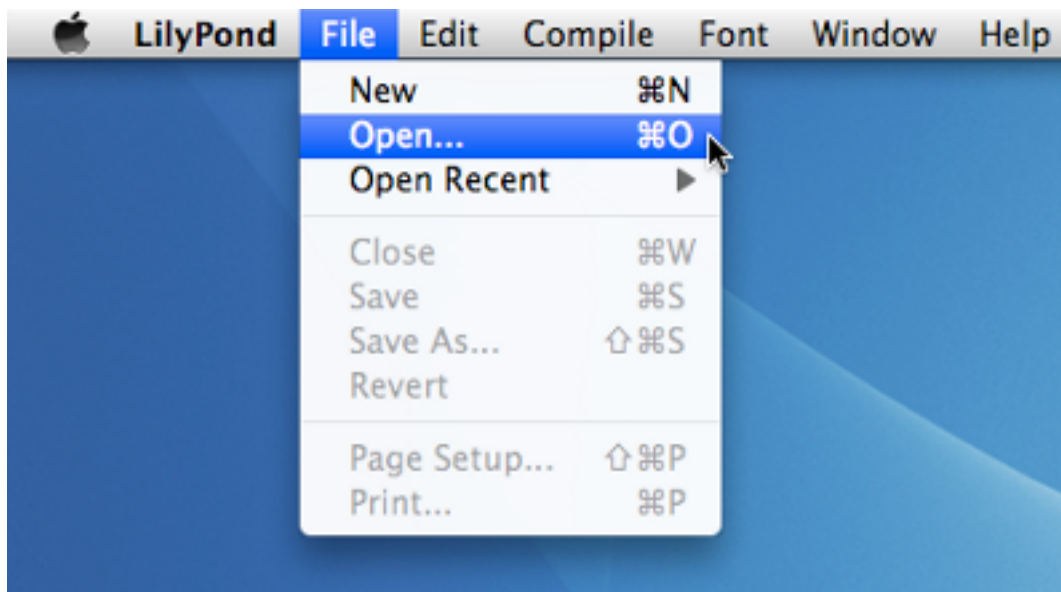 LilyPond File Edit Compile Font Window Help
New ⌘N
Open... ⌘O
Open Recent ▶
Close ⌘W
Save ⌘S
Save As... ⇧⌘S
Revert
Page Setup... ⇧⌘P
Print... ⌘P